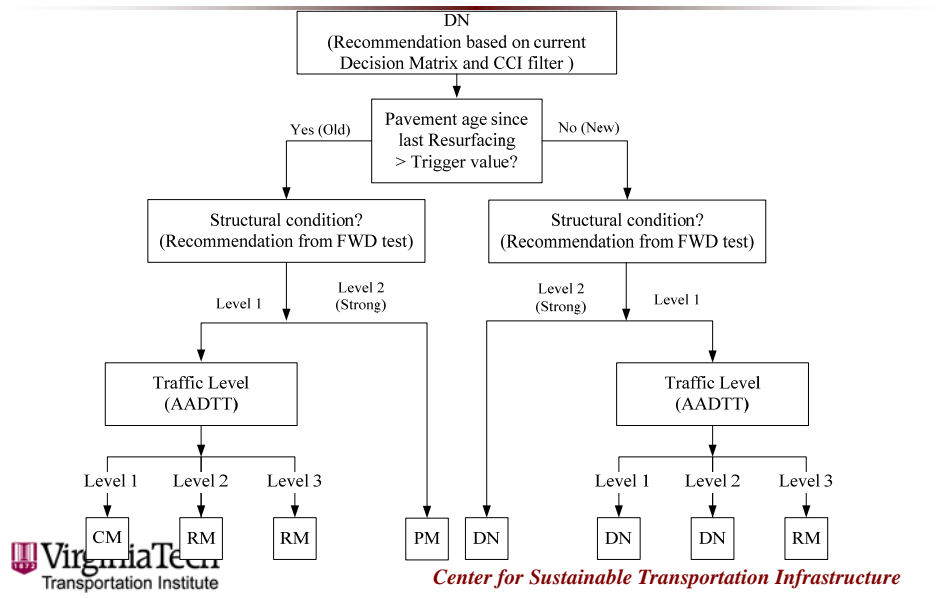 DN
(Recommendation based on current
Decision Matrix and CCI filter )
Pavement age since
last Resurfacing
> Trigger value?
Yes (Old)
No (New)
Structural condition?
(Recommendation from FWD test)
Structural condition?
(Recommendation from FWD test)
Level 1
Level 2
(Strong)
Level 2
(Strong)
Level 1
Traffic Level
(AADTT)
Traffic Level
(AADTT)
Level 1 Level 2 Level 3
Level 1 Level 2 Level 3
CM RM RM PM DN DN DN RM
1872
VirginiaTech
Transportation Institute
Center for Sustainable Transportation Infrastructure